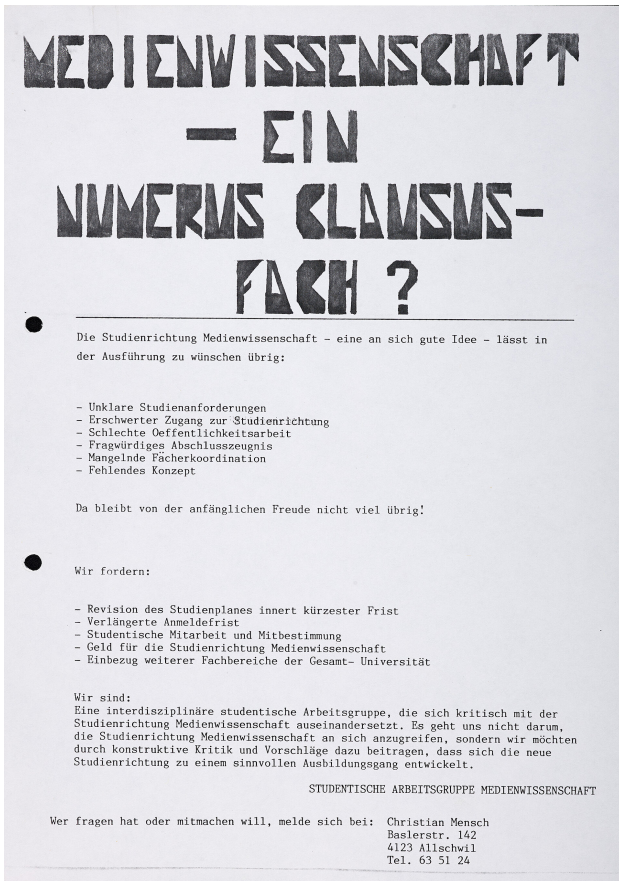 MEDIENWISSENSCHAFT
— EIN
NUMERUS CLAUSUS-
FACH ?
Die Studienrichtung Medienwissenschaft - eine an sich gute Idee - lässt in
der Ausführung zu wünschen übrig:
- Unklare Studienanforderungen
- Erschwerter Zugang zur Studienrichtung
- Schlechte Oeffentlichkeitsarbeit
- Fragwürdiges Abschlusszeugnis
- Mangelnde Fächerkoordination
- Fehlendes Konzept
Da bleibt von der anfänglichen Freude nicht viel übrig!
Wir fordern:
- Revision des Studienplanes innert kürzester Frist
- Verlängerte Anmeldefrist
- Studentische Mitarbeit und Mitbestimmung
- Geld für die Studienrichtung Medienwissenschaft
- Einbezug weiterer Fachbereiche der Gesamt- Universität
Wir sind:
Eine interdisziplinäre studentische Arbeitsgruppe, die sich kritisch mit der
Studienrichtung Medienwissenschaft auseinandersetzt. Es geht uns nicht darum,
die Studienrichtung Medienwissenschaft an sich anzugreifen, sondern wir möchten
durch konstruktive Kritik und Vorschläge dazu beitragen, dass sich die neue
Studienrichtung zu einem sinnvollen Ausbildungsgang entwickelt.
STUDENTISCHE ARBEITSGRUPPE MEDIENWISSENSCHAFT
Wer fragen hat oder mitmachen will, melde sich bei: Christian Mensch
Baslerstr. 142
4123 Allschwil
Tel. 63 51 24